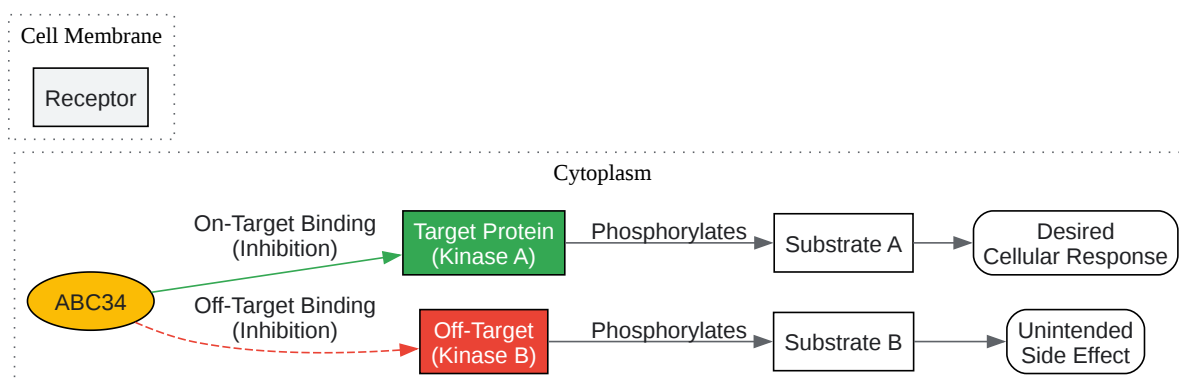 Cell Membrane
Receptor
Cytoplasm
On-Target Binding
(Inhibition)
Target Protein
(Kinase A)
Phosphorylates
Substrate A
Desired
Cellular Response
ABC34
Off-Target Binding
(Inhibition)
Off-Target
(Kinase B)
Phosphorylates
Substrate B
Unintended
Side Effect